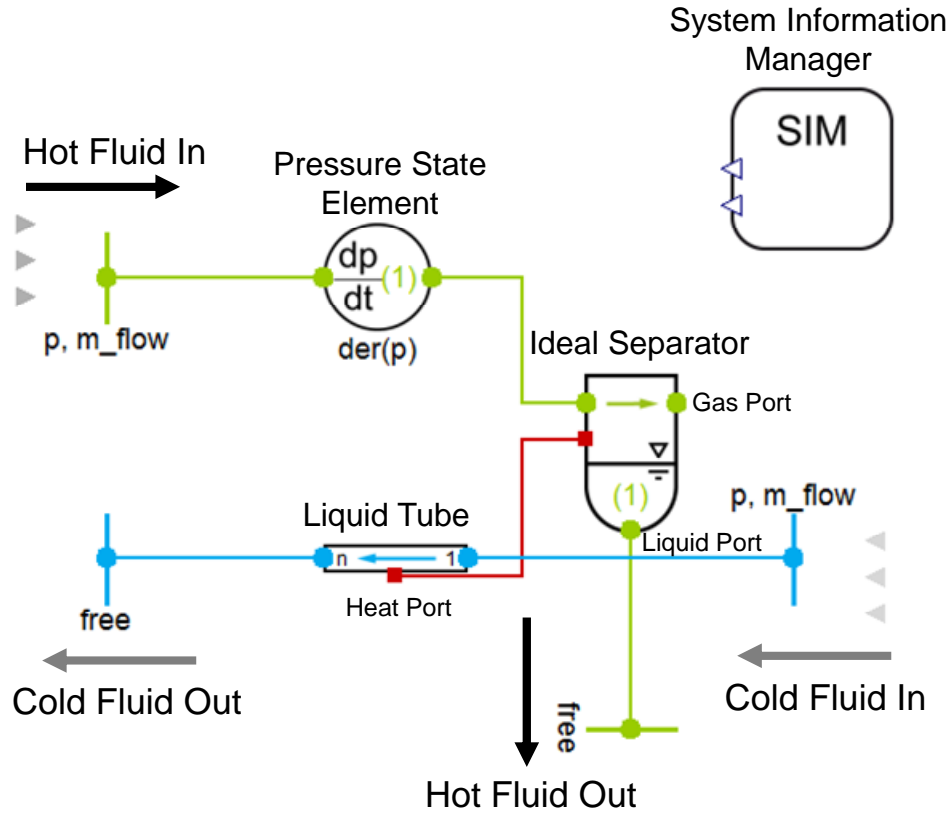 System Information
Manager
SIM
Hot Fluid In
Pressure State
Element
dp
dt
(1)
p, m_flow
der(p)
Ideal Separator
Gas Port
(1)
p, m_flow
Liquid Tube
Liquid Port
n
1
Heat Port
free
Cold Fluid Out
Cold Fluid In
free
Hot Fluid Out